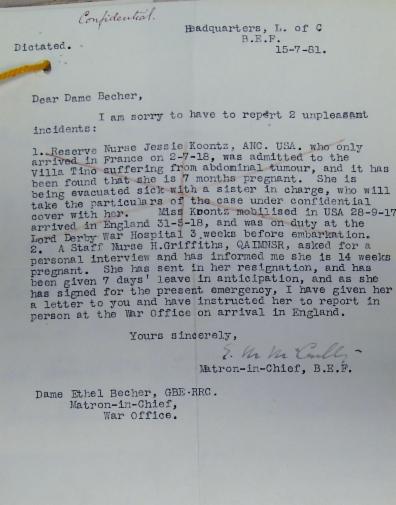 Confidential.
Headquarters, L. of C
Dictated.
B.E.F.
15-7-81.
Dear Dame Becher,
I am sorry to have to report 2 unpleasant
incidents:
1. Reserve Nurse Jessie Koontz, ANC. USA. who only
arrived in France on 2-7-18, was admitted to the
Villa Tino suffering from abdominal tumour, and it has
been found that she is 7 months pregnant. She is
being evacuated sick with a sister in charge, who will
take the particulars of the case under confidential
cover with her. Miss Koontz mobilised in USA 28-9-17
arrived in England 31-5-18, and was on duty at the
Lord Derby War Hospital 3 weeks before embarkation.
2. A Staff Nurse H.Griffiths, QAIMNSR, asked for a
personal interview and has informed me she is 14 weeks
pregnant. She has sent in her resignation, and has
been given 7 days' leave in anticipation, and as she
has signed for the present emergency, I have given her
a letter to you and have instructed her to report in
person at the War Office on arrival in England.
Yours sincerely,
E. M. McCarthy
Matron-in-Chief, B.E.F.
Dame Ethel Becher, GBE.RRC.
Matron-in-Chief,
War Office.